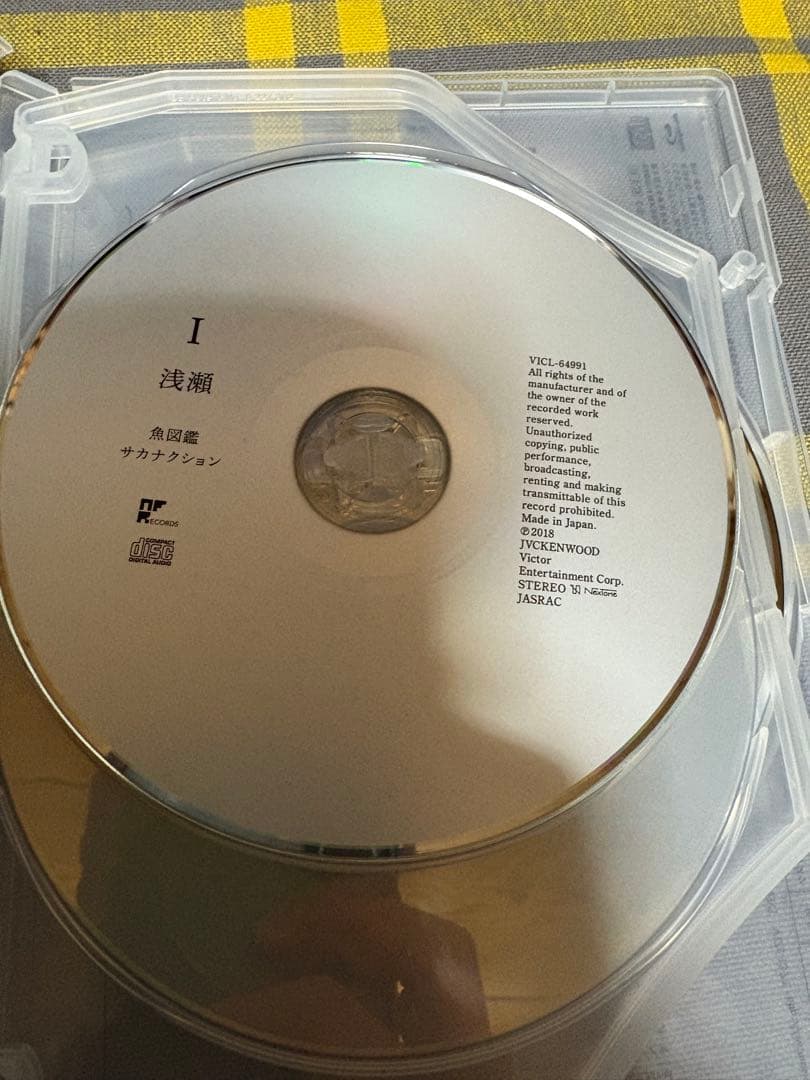 I
浅瀬
魚図鑑
サカナクション
NF
RECORDS
COMPACT
disc
DIGITAL AUDIO
VICL-64991
All rights of the
manufacturer and of
the owner of the
recorded work
reserved.
Unauthorized
copying, public
performance,
broadcasting,
renting and making
transmittable of this
record prohibited.
Made in Japan.
℗2018
JVCKENWOOD
Victor
Entertainment Corp.
STEREO NexTone
JASRAC